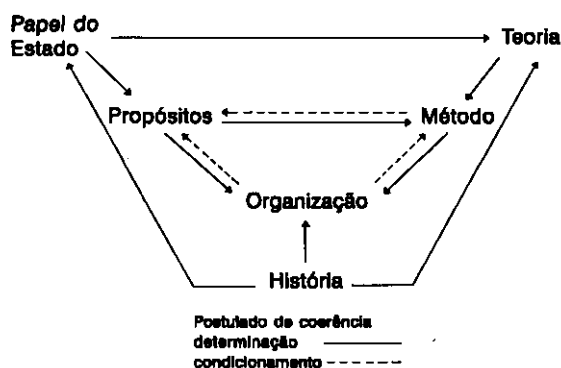 Papel do
Estado
Teoria
Propósitos
Método
Organização
História
Postulado de coerência
determinação
condicionamento